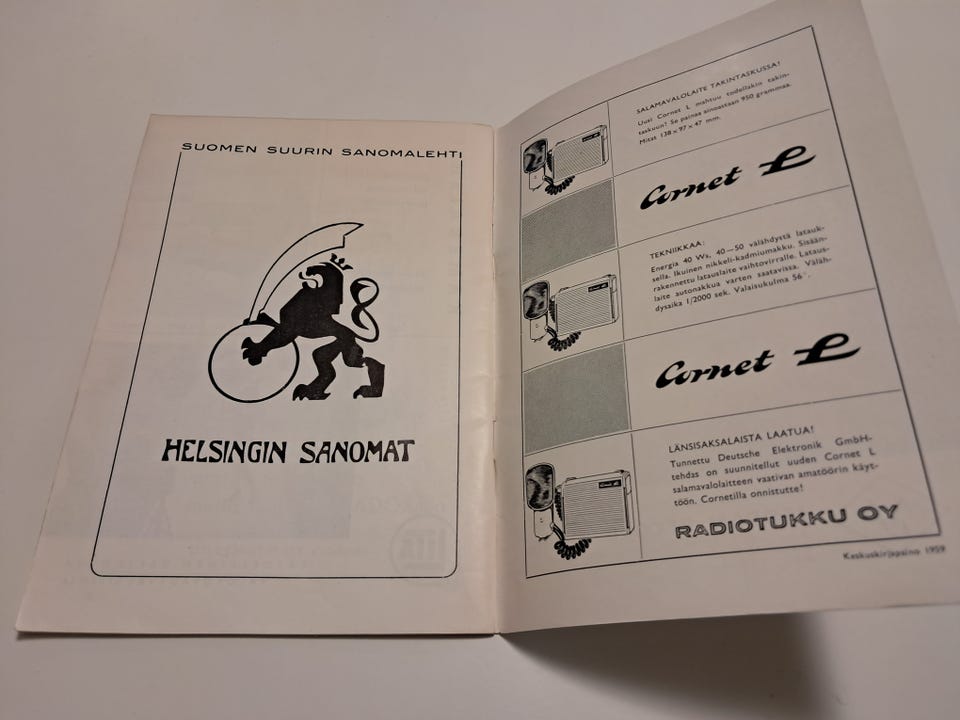 SUOMEN SUURIN SANOMALEHTI
HELSINGIN SANOMAT
SALAMAVALOLAITE TAKINTASKUSSA!
Uusi Cornet L mahtuu todellakin takin-
taskuun! Se painaa ainoastaan 950 grammaa.
Mitat 138 x 97 x 47 mm.
Cornet L
TEKNIIKKAA:
Energia 40 Ws, 40—50 välähdystä latauk-
sella. Ikuinen nikkeli-kadmiumakku. Sisään-
rakennettu latauslaite vaihtovirralle. Lataus-
laite autonakkua varten saatavissa. Väläh-
dysaika 1/2000 sek. Valaisukulma 56°.
Cornet L
LÄNSISAKSALAISTA LAATUA!
Tunnettu Deutsche Elektronik GmbH-
tehdas on suunnitellut uuden Cornet L
salamavalolaitteen vaativan amatöörin käyt-
töön. Cornetilla onnistutte!
RADIOTUKKU OY
Keskuskirjapaino 1959